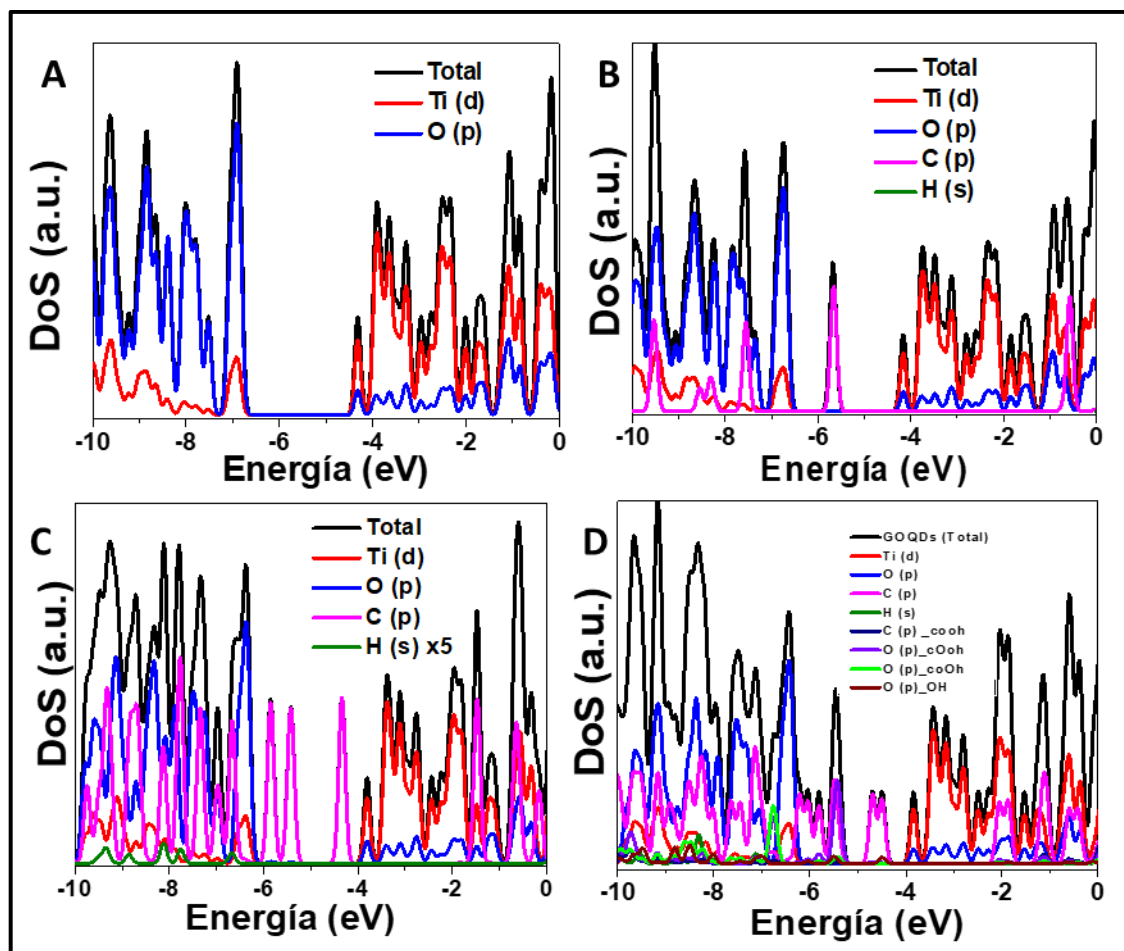 A
Total
Ti (d)
O (p)
DoS (a.u.)
-10 -8 -6 -4 -2 0
Energía (eV)
B
Total
Ti (d)
O (p)
C (p)
H (s)
DoS (a.u.)
-10 -8 -6 -4 -2 0
Energía (eV)
C
Total
Ti (d)
O (p)
C (p)
H (s) x5
DoS (a.u.)
-10 -8 -6 -4 -2 0
Energía (eV)
D
GOQDs (Total)
Ti (d)
O (p)
C (p)
H (s)
C (p)_cooh
O (p)_cOoh
O (p)_coOh
O (p)_OH
DoS (a.u.)
-10 -8 -6 -4 -2 0
Energía (eV)